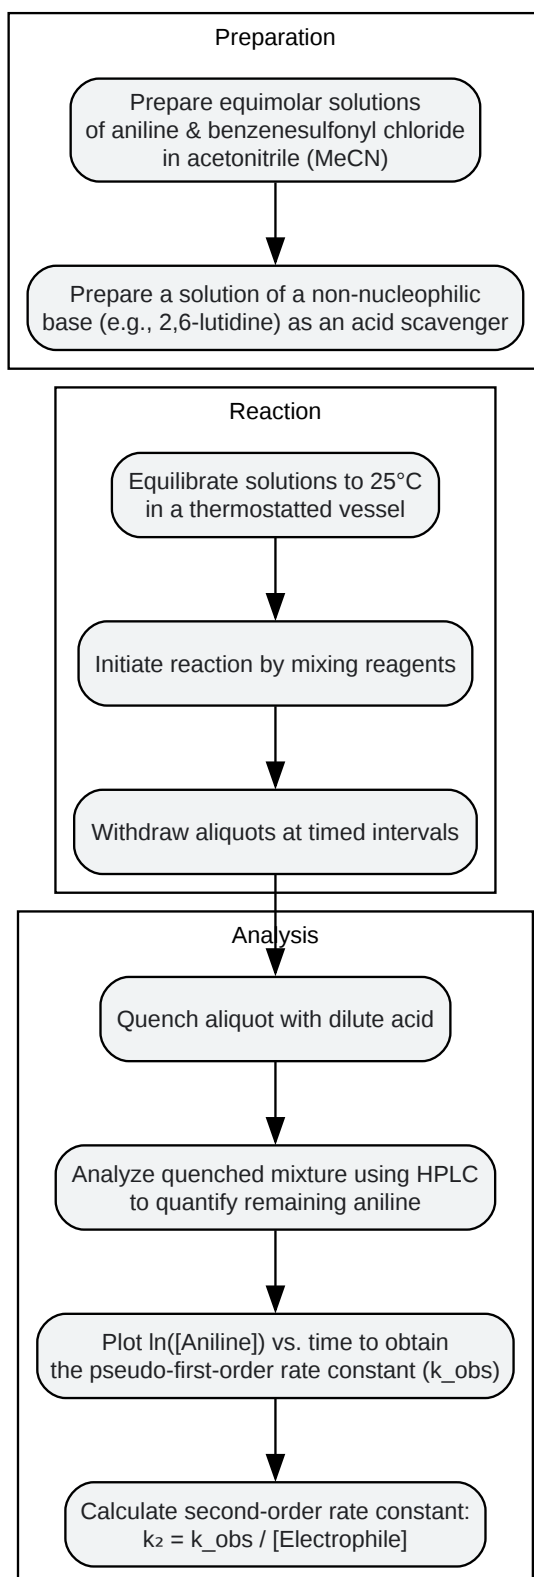 Preparation
Prepare equimolar solutions
of aniline & benzenesulfonyl chloride
in acetonitrile (MeCN)
Prepare a solution of a non-nucleophilic
base (e.g., 2,6-lutidine) as an acid scavenger
Reaction
Equilibrate solutions to 25°C
in a thermostatted vessel
Initiate reaction by mixing reagents
Withdraw aliquots at timed intervals
Analysis
Quench aliquot with dilute acid
Analyze quenched mixture using HPLC
to quantify remaining aniline
Plot ln([Aniline]) vs. time to obtain
the pseudo-first-order rate constant (k_obs)
Calculate second-order rate constant:
k₂ = k_obs / [Electrophile]